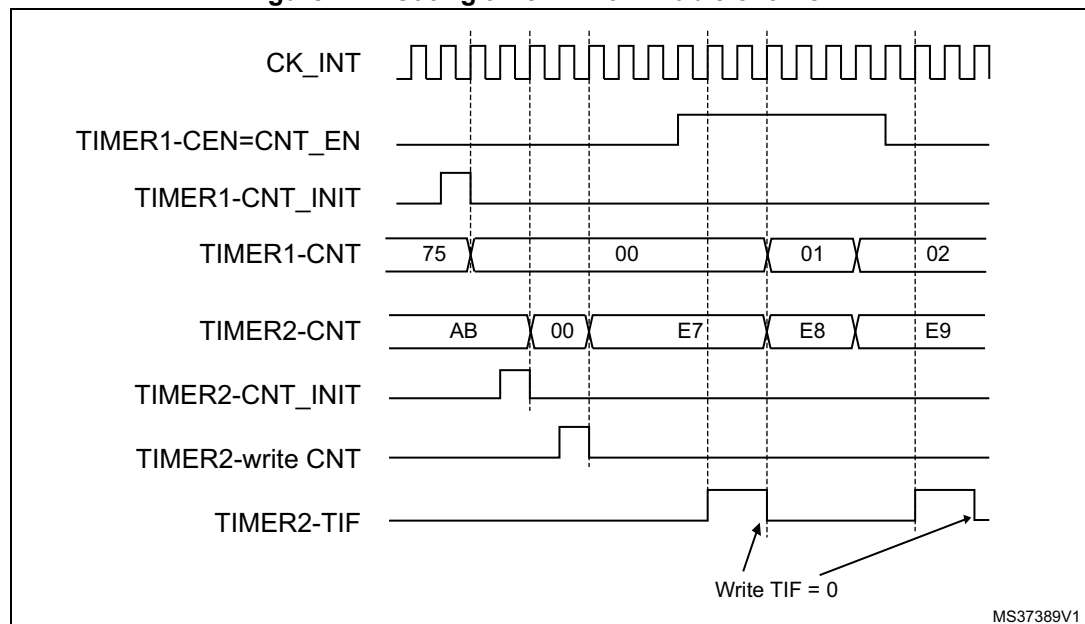 CK_INT
TIMER1-CEN=CNT_EN
TIMER1-CNT_INIT
TIMER1-CNT 75 00 01 02
TIMER2-CNT AB 00 E7 E8 E9
TIMER2-CNT_INIT
TIMER2-write CNT
TIMER2-TIF
Write TIF = 0
MS37389V1